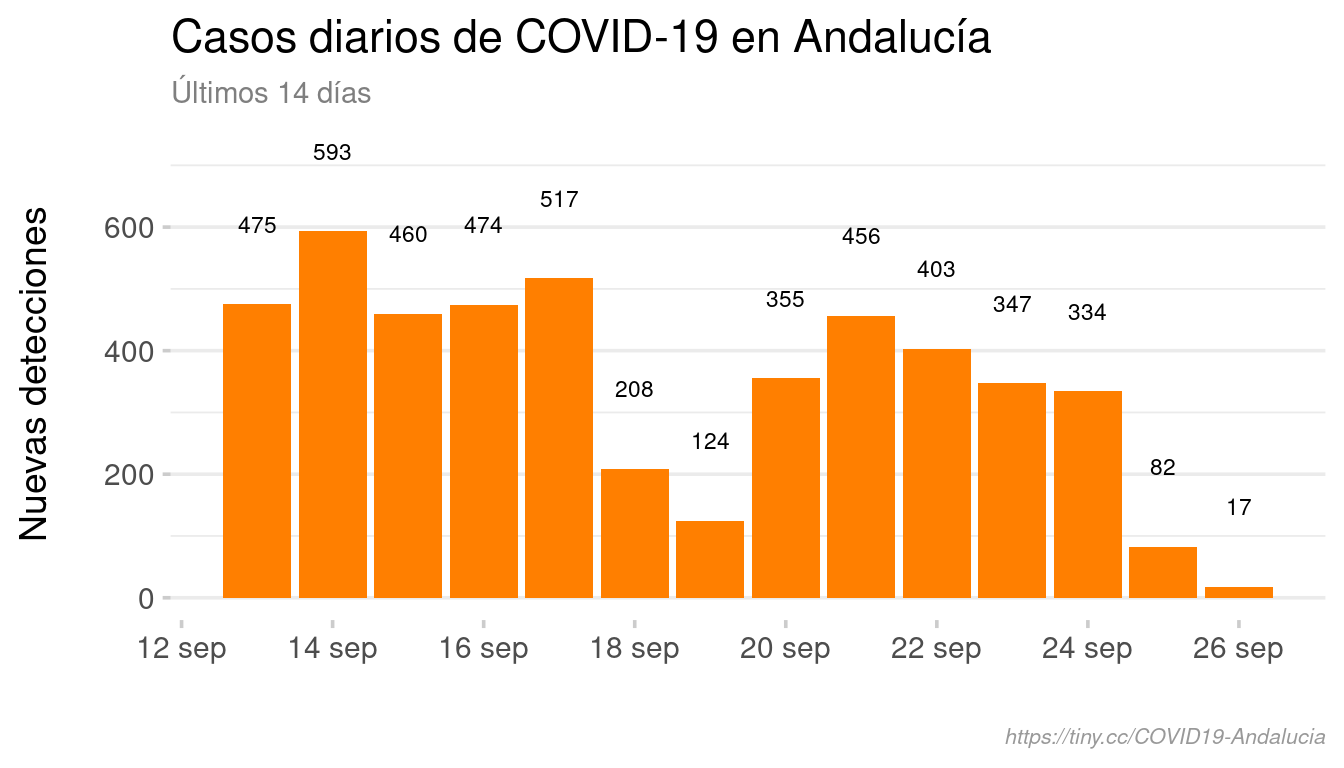 Casos diarios de COVID-19 en Andalucía
Últimos 14 días
Nuevas detecciones
600
400
200
0
475
593
460
474
517
208
124
355
456
403
347
334
82
17
12 sep
14 sep
16 sep
18 sep
20 sep
22 sep
24 sep
26 sep
https://tiny.cc/COVID19-Andalucia